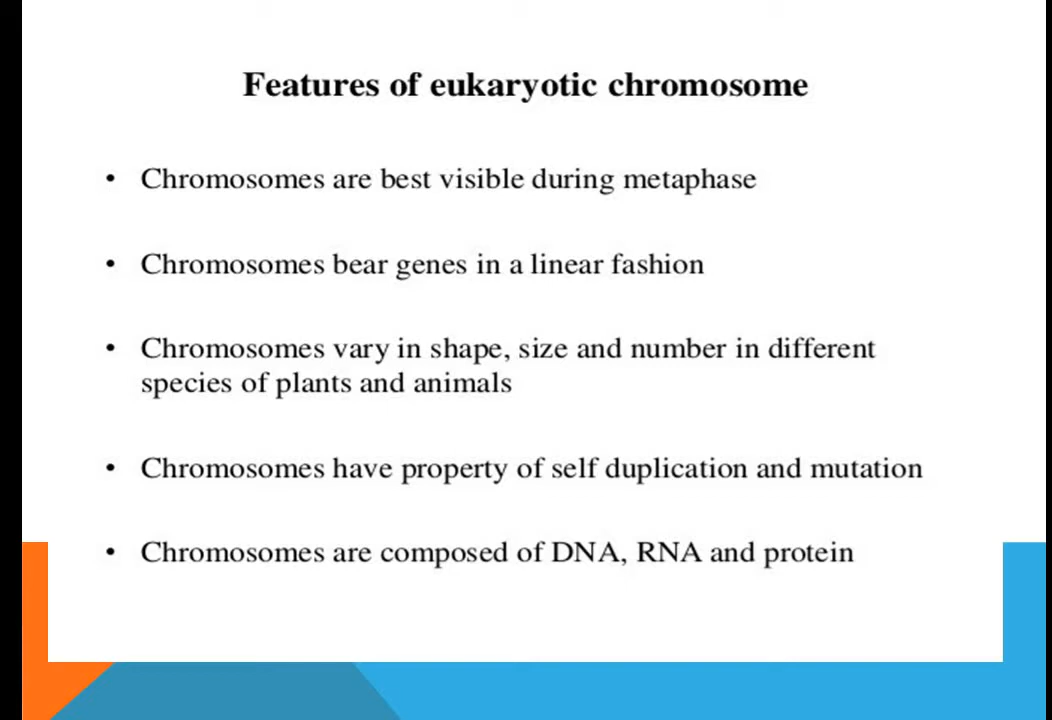 Features of eukaryotic chromosome
• Chromosomes are best visible during metaphase
• Chromosomes bear genes in a linear fashion
• Chromosomes vary in shape, size and number in different
species of plants and animals
• Chromosomes have property of self duplication and mutation
• Chromosomes are composed of DNA, RNA and protein